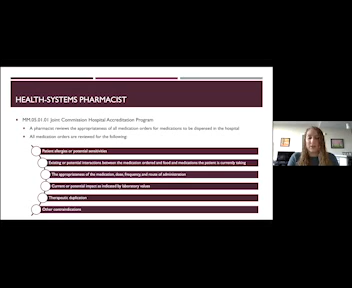 HEALTH-SYSTEMS PHARMACIST
MM.05.01.01 Joint Commission Hospital Accreditation Program
A pharmacist reviews the appropriateness of all medication orders for medications to be dispensed in the hospital
All medication orders are reviewed for the following:
Patient allergies or potential sensitivities
Existing or potential interactions between the medication ordered and food and medications the patient is currently taking
The appropriateness of the medication, dose, frequency, and route of administration
Current or potential impact as indicated by laboratory values
Therapeutic duplication
Other contraindications